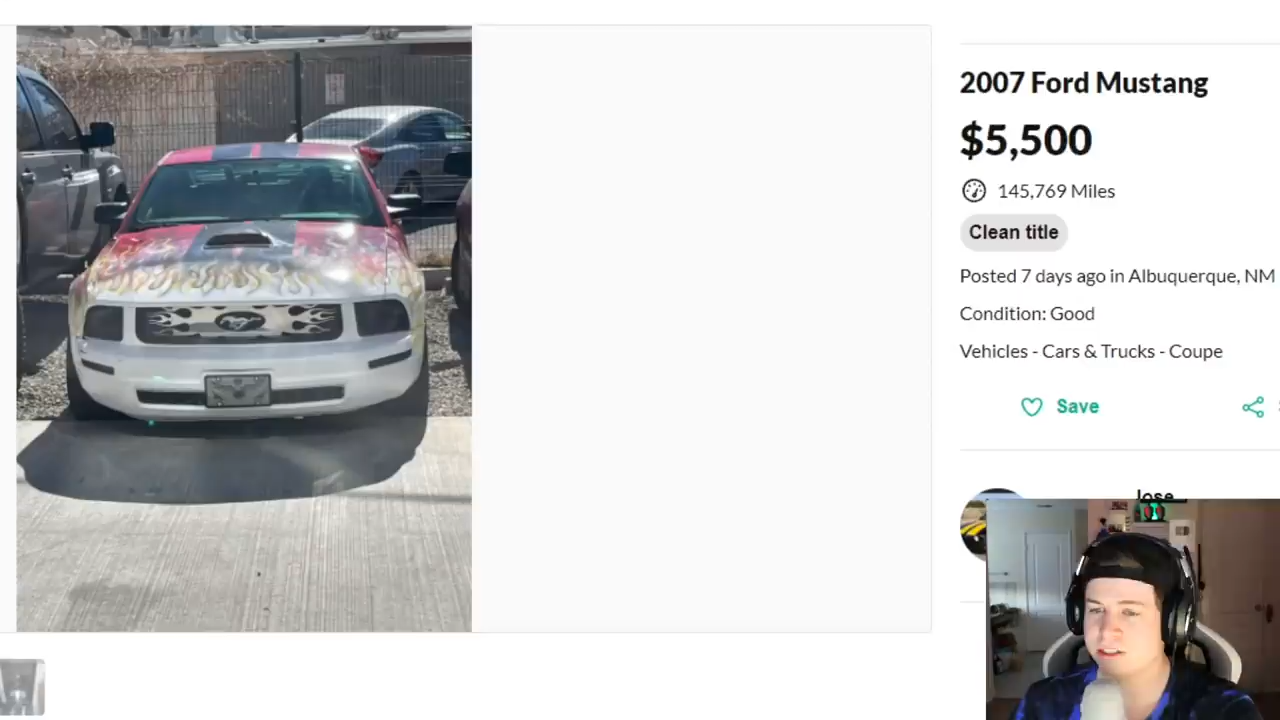 2007 Ford Mustang
$5,500
145,769 Miles
Clean title
Posted 7 days ago in Albuquerque, NM
Condition: Good
Vehicles - Cars & Trucks - Coupe
Save
Jose